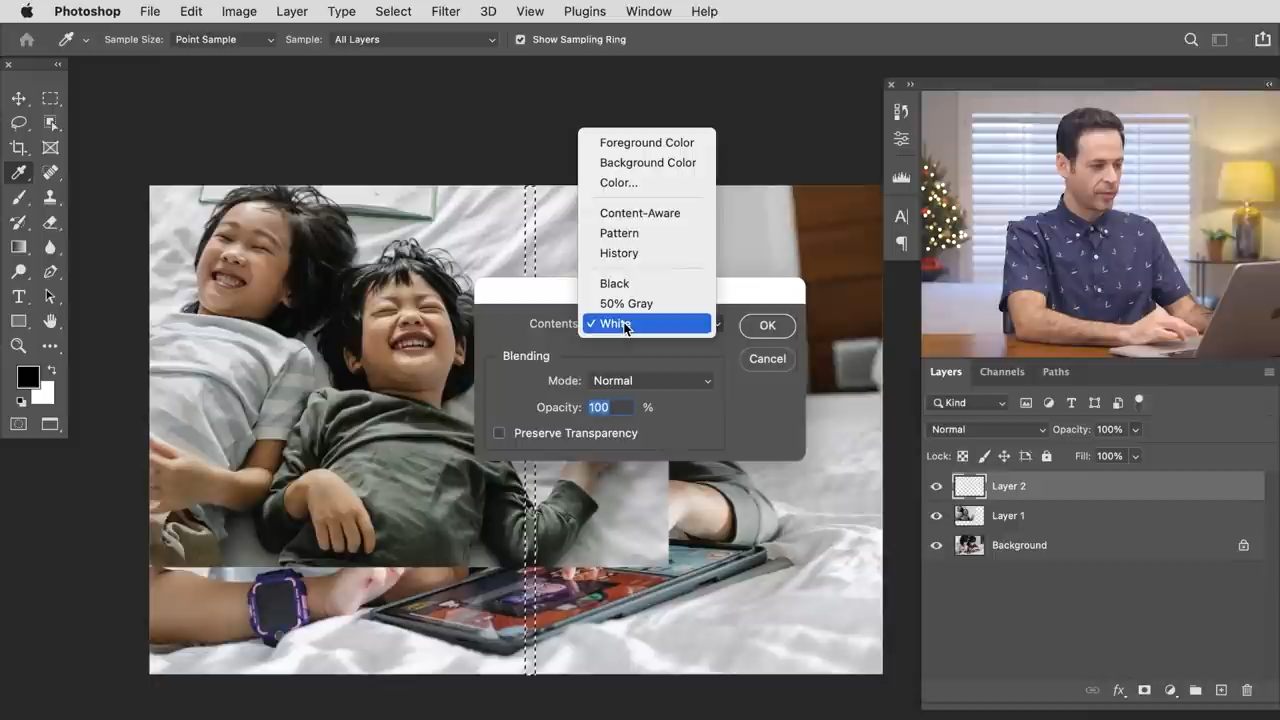 Photoshop File Edit Image Layer Type Select Filter 3D View Plugins Window Help
Sample Size: Point Sample Sample: All Layers Show Sampling Ring
Foreground Color
Background Color
Color...
Content-Aware
Pattern
History
Black
50% Gray
Contents White OK
Blending Cancel
Mode: Normal
Opacity: 100 %
Preserve Transparency
Layers Channels Paths
Kind
Normal Opacity: 100%
Lock: Fill: 100%
Layer 2
Layer 1
Background